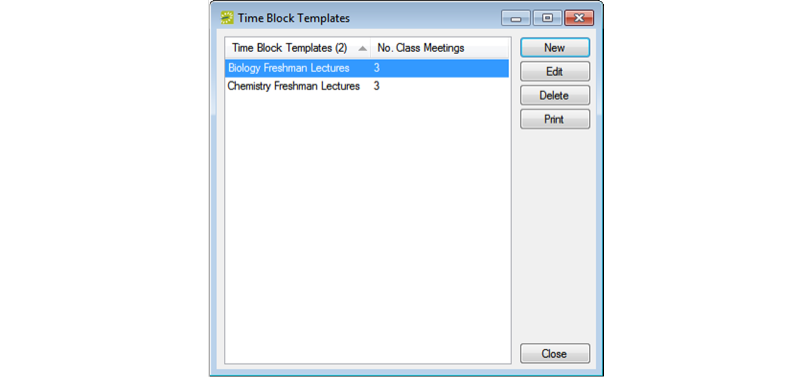 Time Block Templates
Time Block Templates (2) No. Class Meetings
Biology Freshman Lectures 3
Chemistry Freshman Lectures 3
New
Edit
Delete
Print
Close